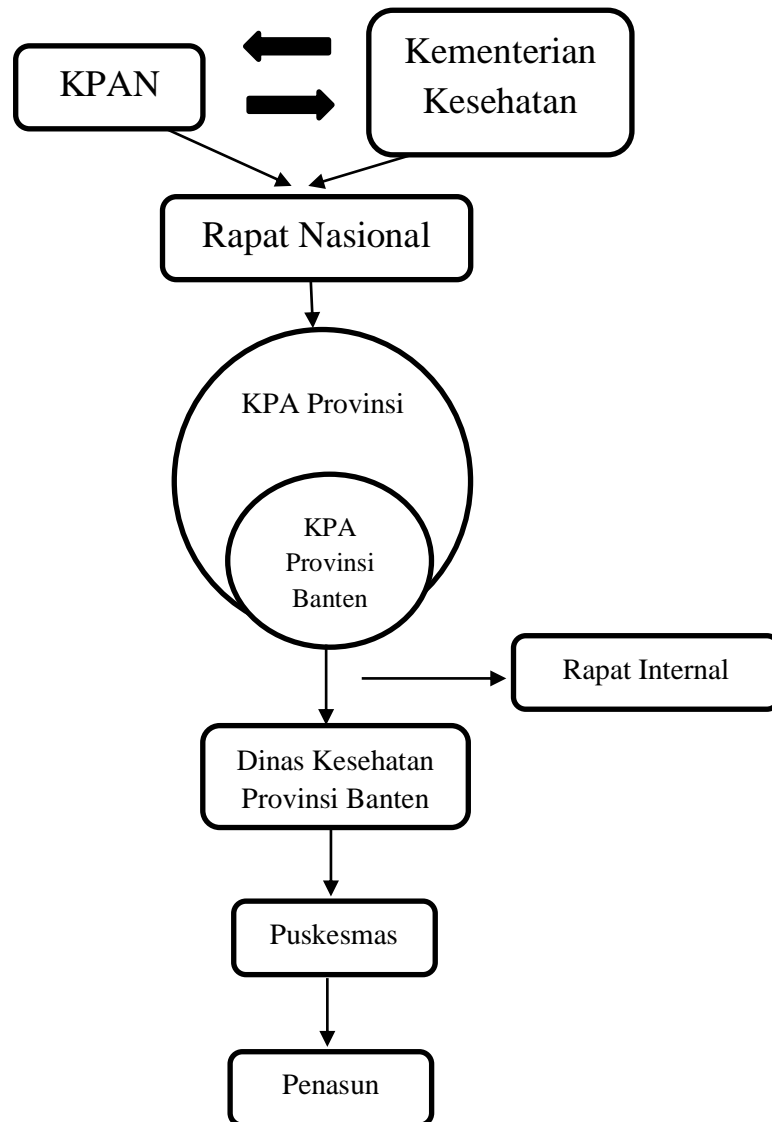 KPAN
Kementerian
Kesehatan
Rapat Nasional
KPA Provinsi
KPA
Provinsi
Banten
Rapat Internal
Dinas Kesehatan
Provinsi Banten
Puskesmas
Penasun